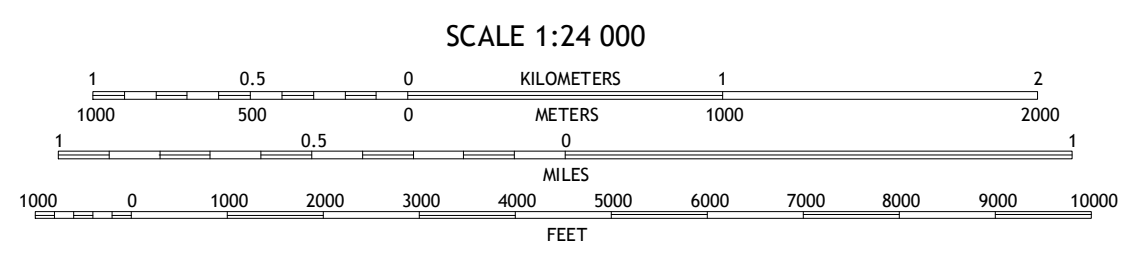 SCALE 1:24 000
1 0.5 0 KILOMETERS 1 2
1000 500 0 METERS 1000 2000
1 0.5 0 1
MILES
1000 0 1000 2000 3000 4000 5000 6000 7000 8000 9000 10000
FEET